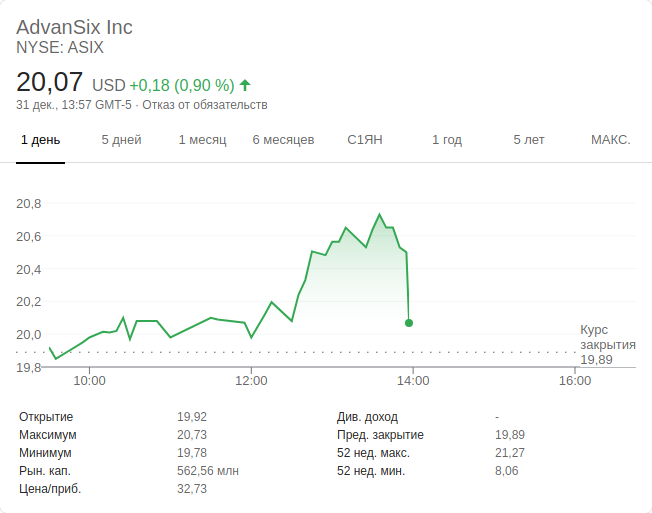 AdvanSix Inc
NYSE: ASIX
20,07 USD +0,18 (0,90 %)
31 дек., 13:57 GMT-5 · Отказ от обязательств
1 день 5 дней 1 месяц 6 месяцев С1ЯН 1 год 5 лет МАКС.
20,8
20,6
20,4
20,2
20,0
19,8
Курс
закрытия
19,89
10:00 12:00 14:00 16:00
Открытие 19,92 Див. доход -
Максимум 20,73 Пред. закрытие 19,89
Минимум 19,78 52 нед. макс. 21,27
Рын. кап. 562,56 млн 52 нед. мин. 8,06
Цена/приб. 32,73